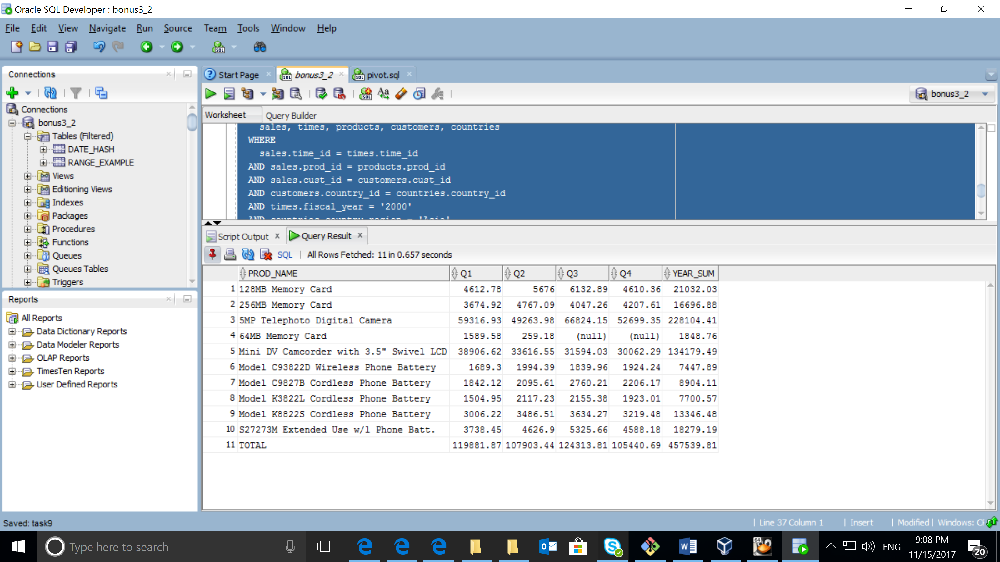 Oracle SQL Developer : bonus3_2
File Edit View Navigate Run Source Team Tools Window Help
Connections
Start Page
bonus3_2
pivot.sql
bonus3_2
Worksheet
Query Builder
Connections
bonus3_2
Tables (Filtered)
DATE_HASH
RANGE_EXAMPLE
Views
Editioning Views
Indexes
Packages
Procedures
Functions
Queues
Queues Tables
Triggers
sales, times, products, customers, countries
WHERE
sales.time_id = times.time_id
AND sales.prod_id = products.prod_id
AND sales.cust_id = customers.cust_id
AND customers.country_id = countries.country_id
AND times.fiscal_year = '2000'
AND countries.country_region = 'Asia'
Script Output
Query Result
SQL | All Rows Fetched: 11 in 0.657 seconds
PROD_NAME Q1 Q2 Q3 Q4 YEAR_SUM
1 128MB Memory Card 4612.78 5676 6132.89 4610.36 21032.03
2 256MB Memory Card 3674.92 4767.09 4047.26 4207.61 16696.88
3 5MP Telephoto Digital Camera 59316.93 49263.98 66824.15 52699.35 228104.41
4 64MB Memory Card 1589.58 259.18 (null) (null) 1848.76
5 Mini DV Camcorder with 3.5" Swivel LCD 38906.62 33616.55 31594.03 30062.29 134179.49
6 Model C93822D Wireless Phone Battery 1689.3 1994.39 1839.96 1924.24 7447.89
7 Model C9827B Cordless Phone Battery 1842.12 2095.61 2760.21 2206.17 8904.11
8 Model K3822L Cordless Phone Battery 1504.95 2117.23 2155.38 1923.01 7700.57
9 Model K8822S Cordless Phone Battery 3006.22 3486.51 3634.27 3219.48 13346.48
10 S27273M Extended Use w/l Phone Batt. 3738.45 4626.9 5325.66 4588.18 18279.19
11 TOTAL 119881.87 107903.44 124313.81 105440.69 457539.81
Reports
All Reports
Data Dictionary Reports
Data Modeler Reports
OLAP Reports
TimesTen Reports
User Defined Reports
Saved: task9
Line 37 Column 1 | Insert | Modified | Windows:
Type here to search
ENG
9:08 PM
11/15/2017
20